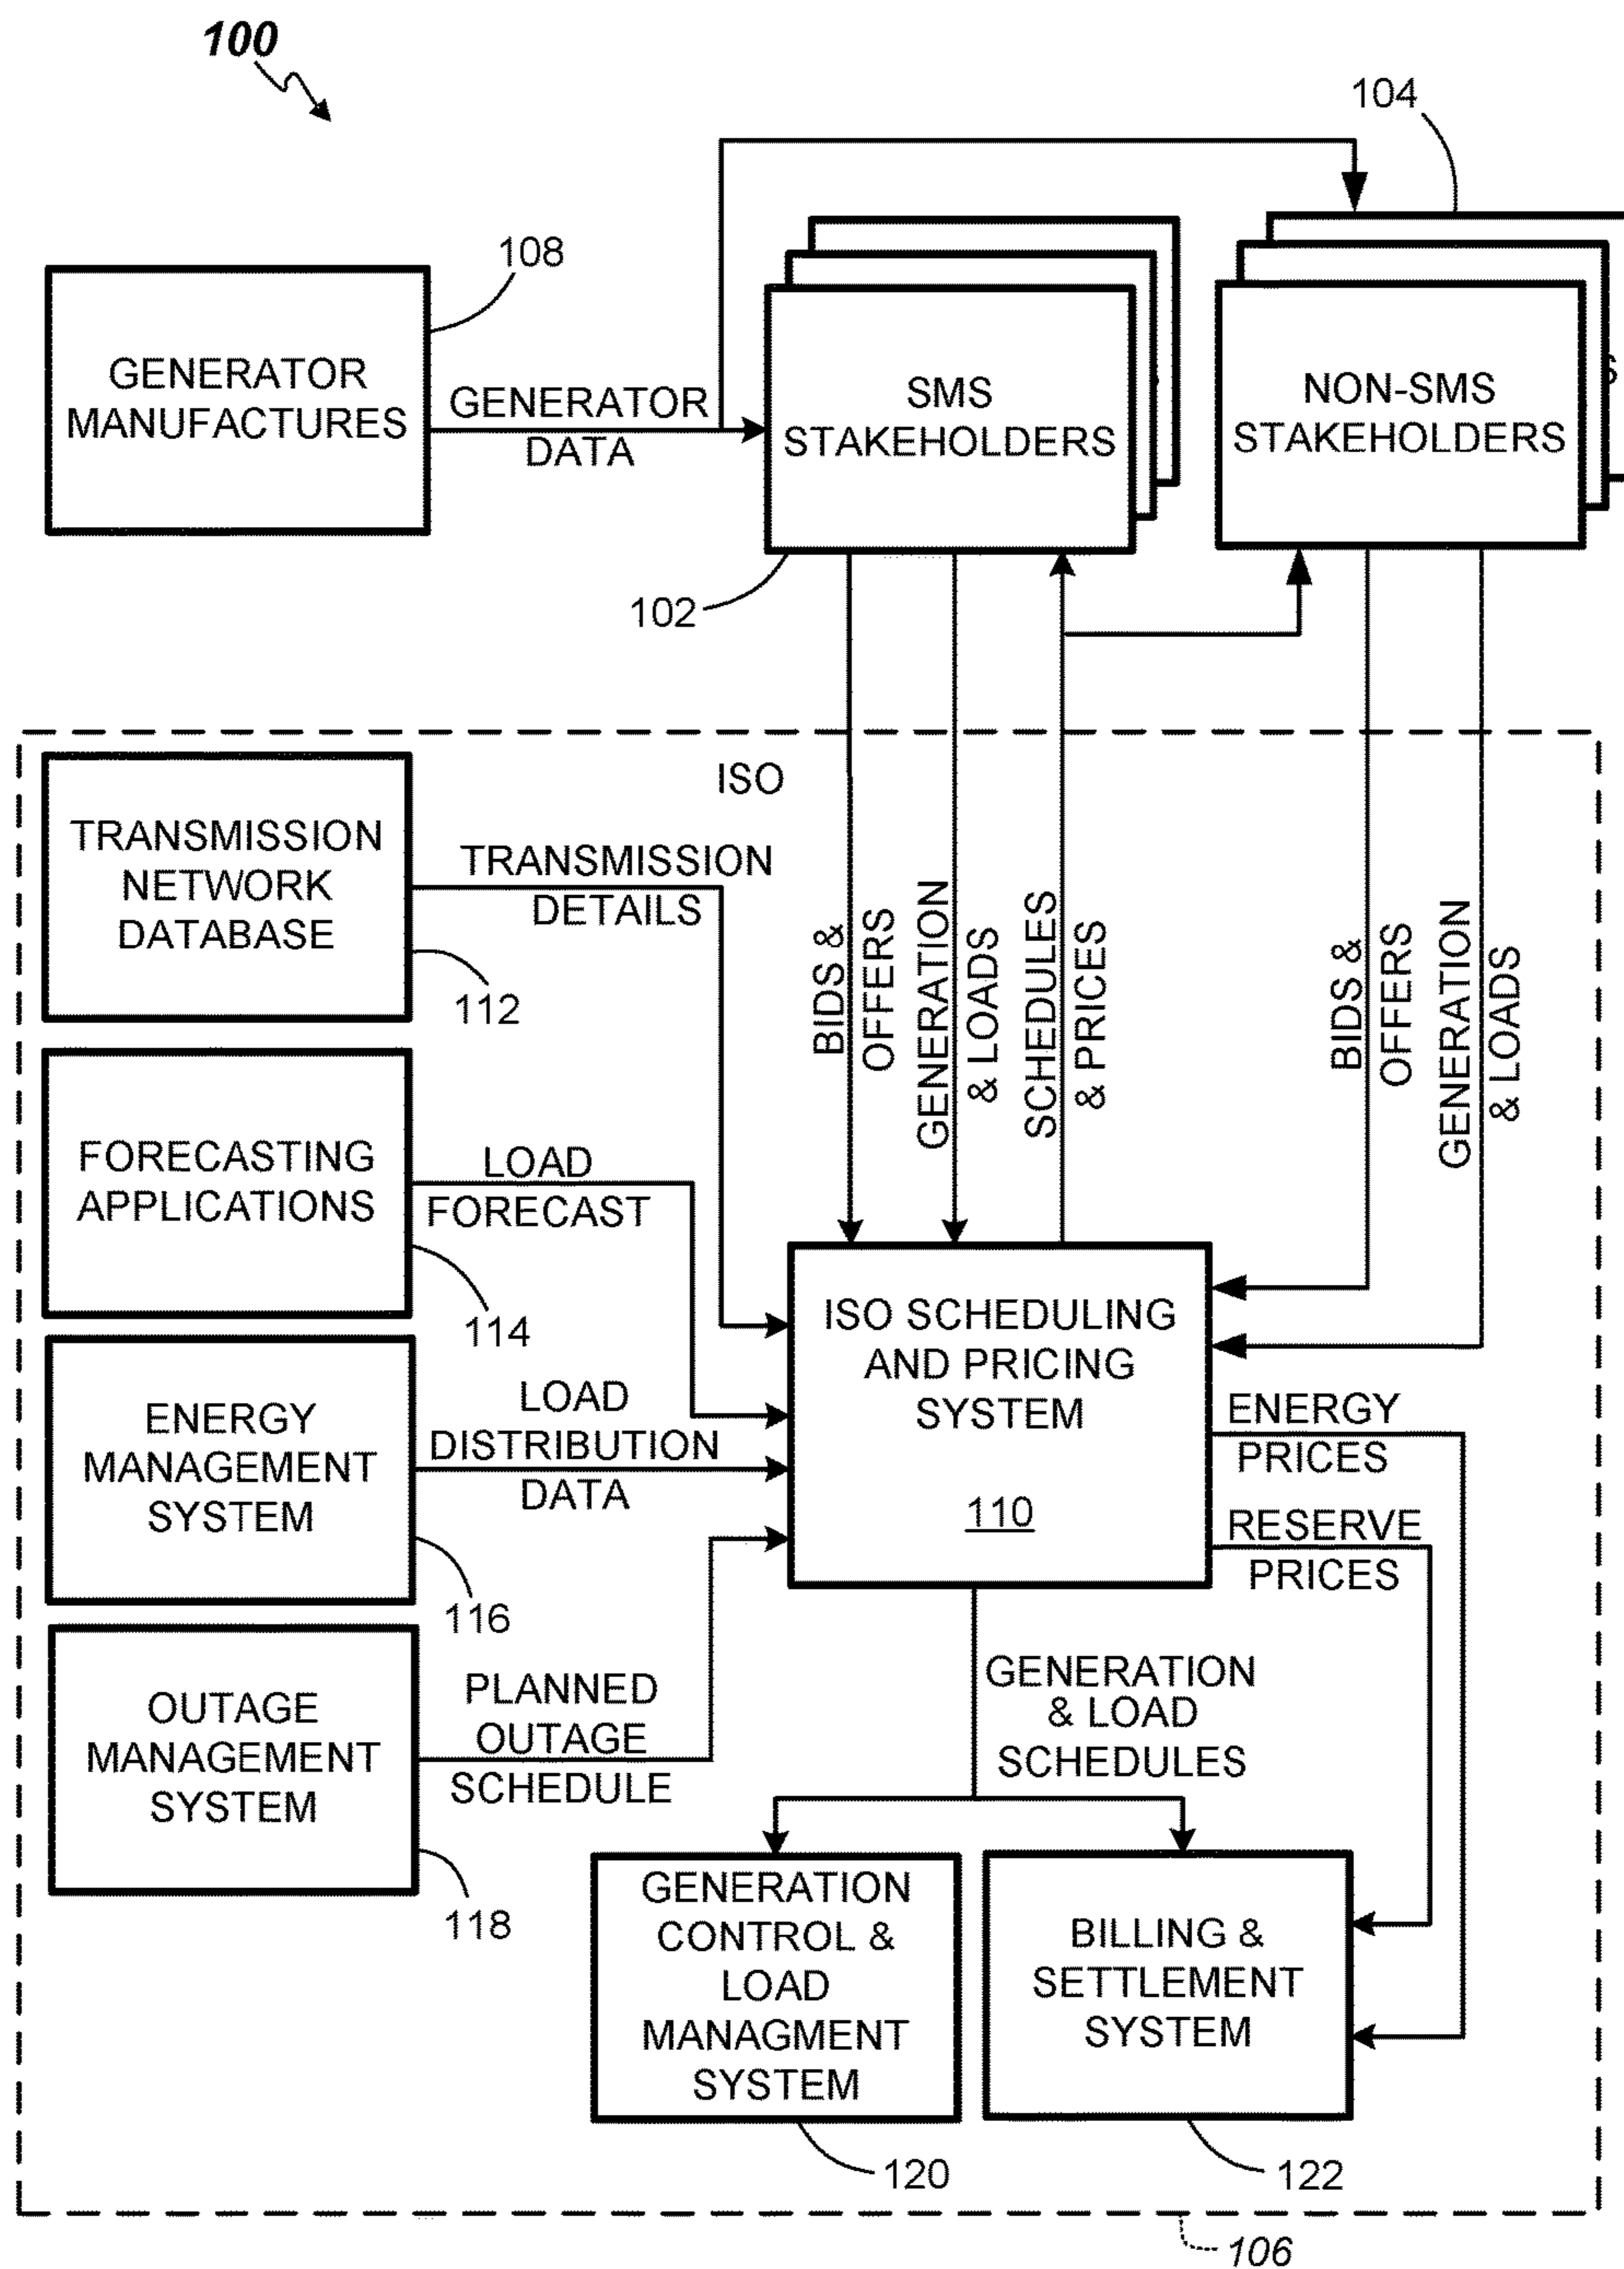 100
104
108
GENERATOR
MANUFACTURES
GENERATOR
DATA
SMS
STAKEHOLDERS
NON-SMS
STAKEHOLDERS
S
102
ISO
TRANSMISSION
NETWORK
DATABASE
TRANSMISSION
DETAILS
112
BIDS &
OFFERS
GENERATION
& LOADS
SCHEDULES
& PRICES
BIDS &
OFFERS
GENERATION
& LOADS
FORECASTING
APPLICATIONS
LOAD
FORECAST
114
ISO SCHEDULING
AND PRICING
SYSTEM
110
ENERGY
MANAGEMENT
SYSTEM
LOAD
DISTRIBUTION
DATA
116
ENERGY
PRICES
RESERVE
PRICES
OUTAGE
MANAGEMENT
SYSTEM
PLANNED
OUTAGE
SCHEDULE
118
GENERATION
& LOAD
SCHEDULES
GENERATION
CONTROL &
LOAD
MANAGMENT
SYSTEM
BILLING &
SETTLEMENT
SYSTEM
120
122
106